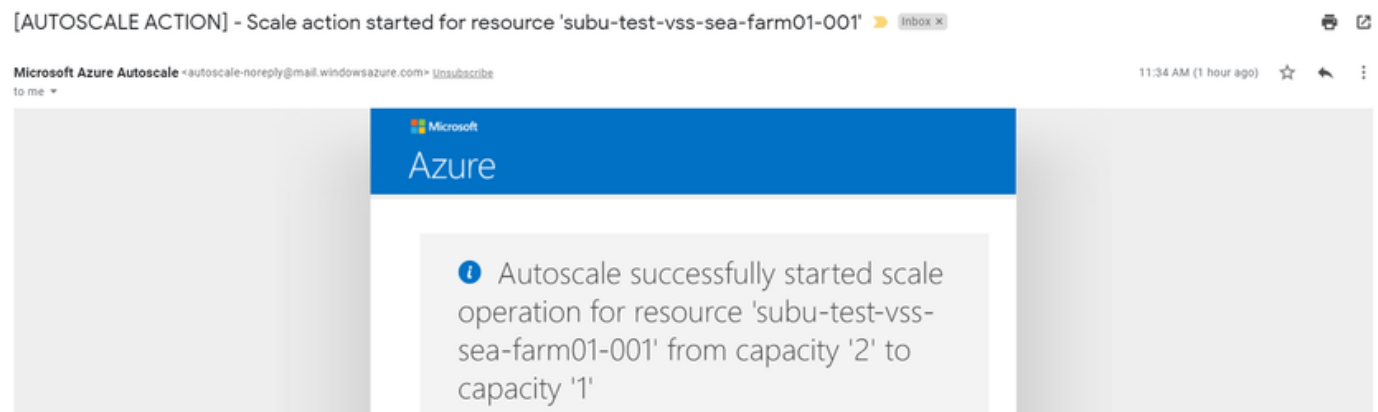 [AUTOSCALE ACTION] - Scale action started for resource 'subu-test-vss-sea-farm01-001' Inbox ×
Microsoft Azure Autoscale <autoscale-noreply@mail.windowsazure.com> Unsubscribe 11:34 AM (1 hour ago)
to me
Microsoft
Azure
Autoscale successfully started scale
operation for resource 'subu-test-vss-
sea-farm01-001' from capacity '2' to
capacity '1'